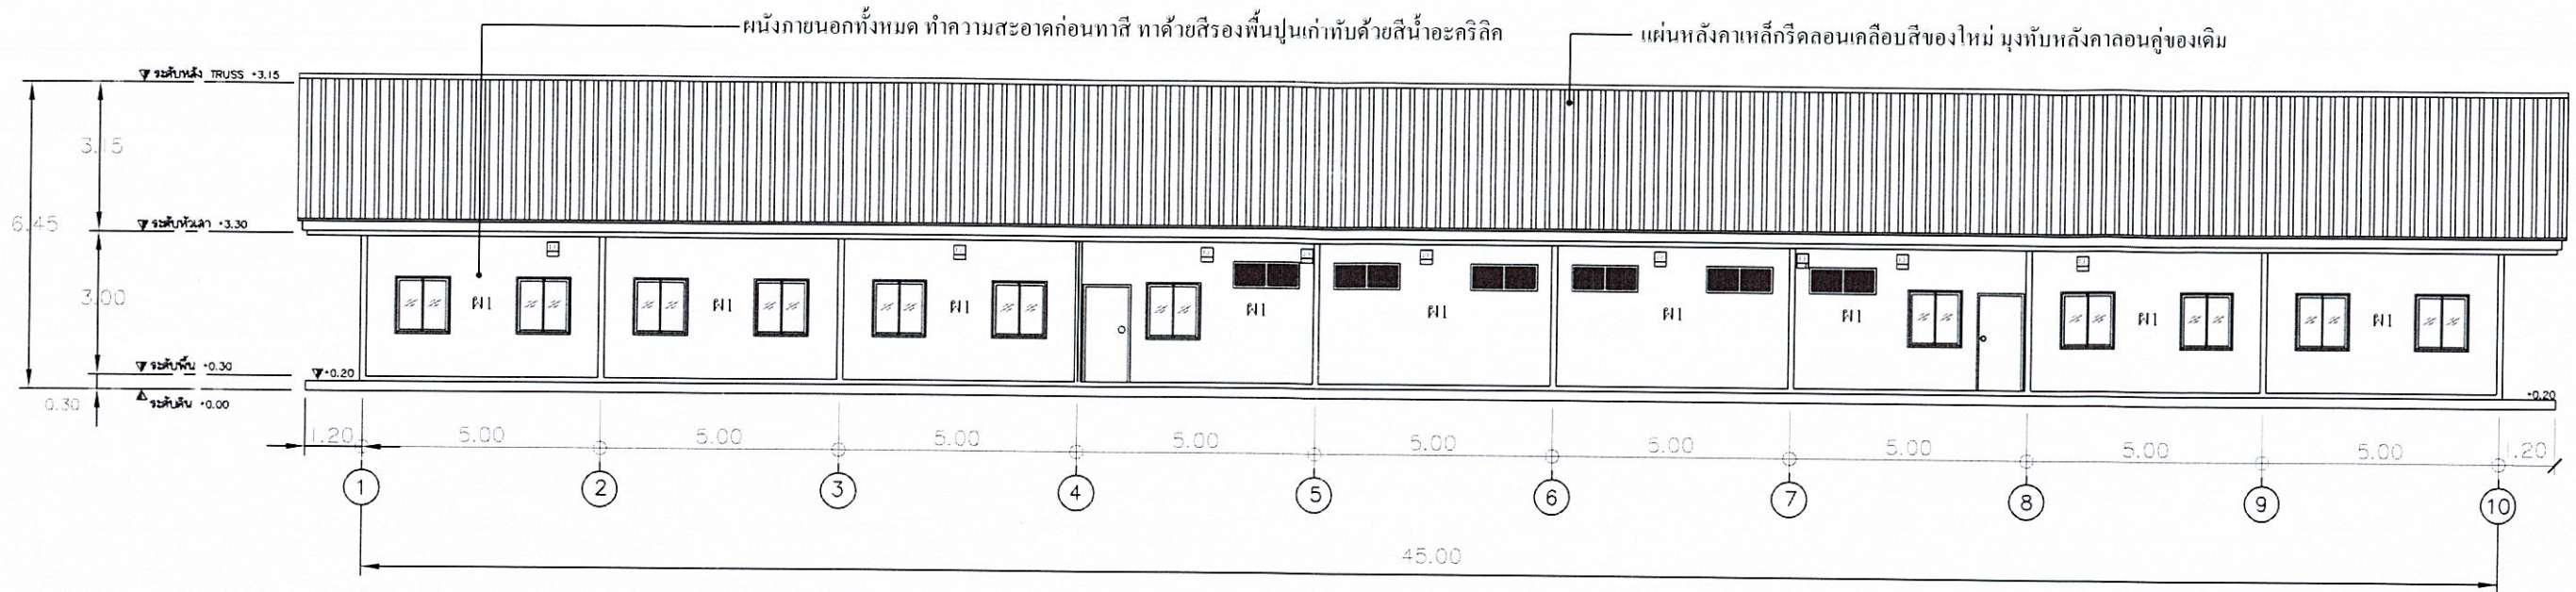 ผนังภายนอกทั้งหมด ทำความสะอาดก่อนทาสี ทาด้วยสีรองพื้นปูนเก่าทับด้วยสีน้ำอะคริลิค
แผ่นหลังคาเหล็กรีดลอนเคลือบสีของใหม่ มุงทับหลังคาลอนคู่ของเดิม
ระดับหลัง TRUSS +3.15
3.15
6.45
ระดับหัวเสา +3.30
3.00
ผ1 ผ1 ผ1 ผ1 ผ1 ผ1 ผ1 ผ1 ผ1
ระดับพื้น +0.30
+0.20
+0.20
0.30
ระดับดิน +0.00
1.20 5.00 5.00 5.00 5.00 5.00 5.00 5.00 5.00 5.00 1.20
1 2 3 4 5 6 7 8 9 10
45.00